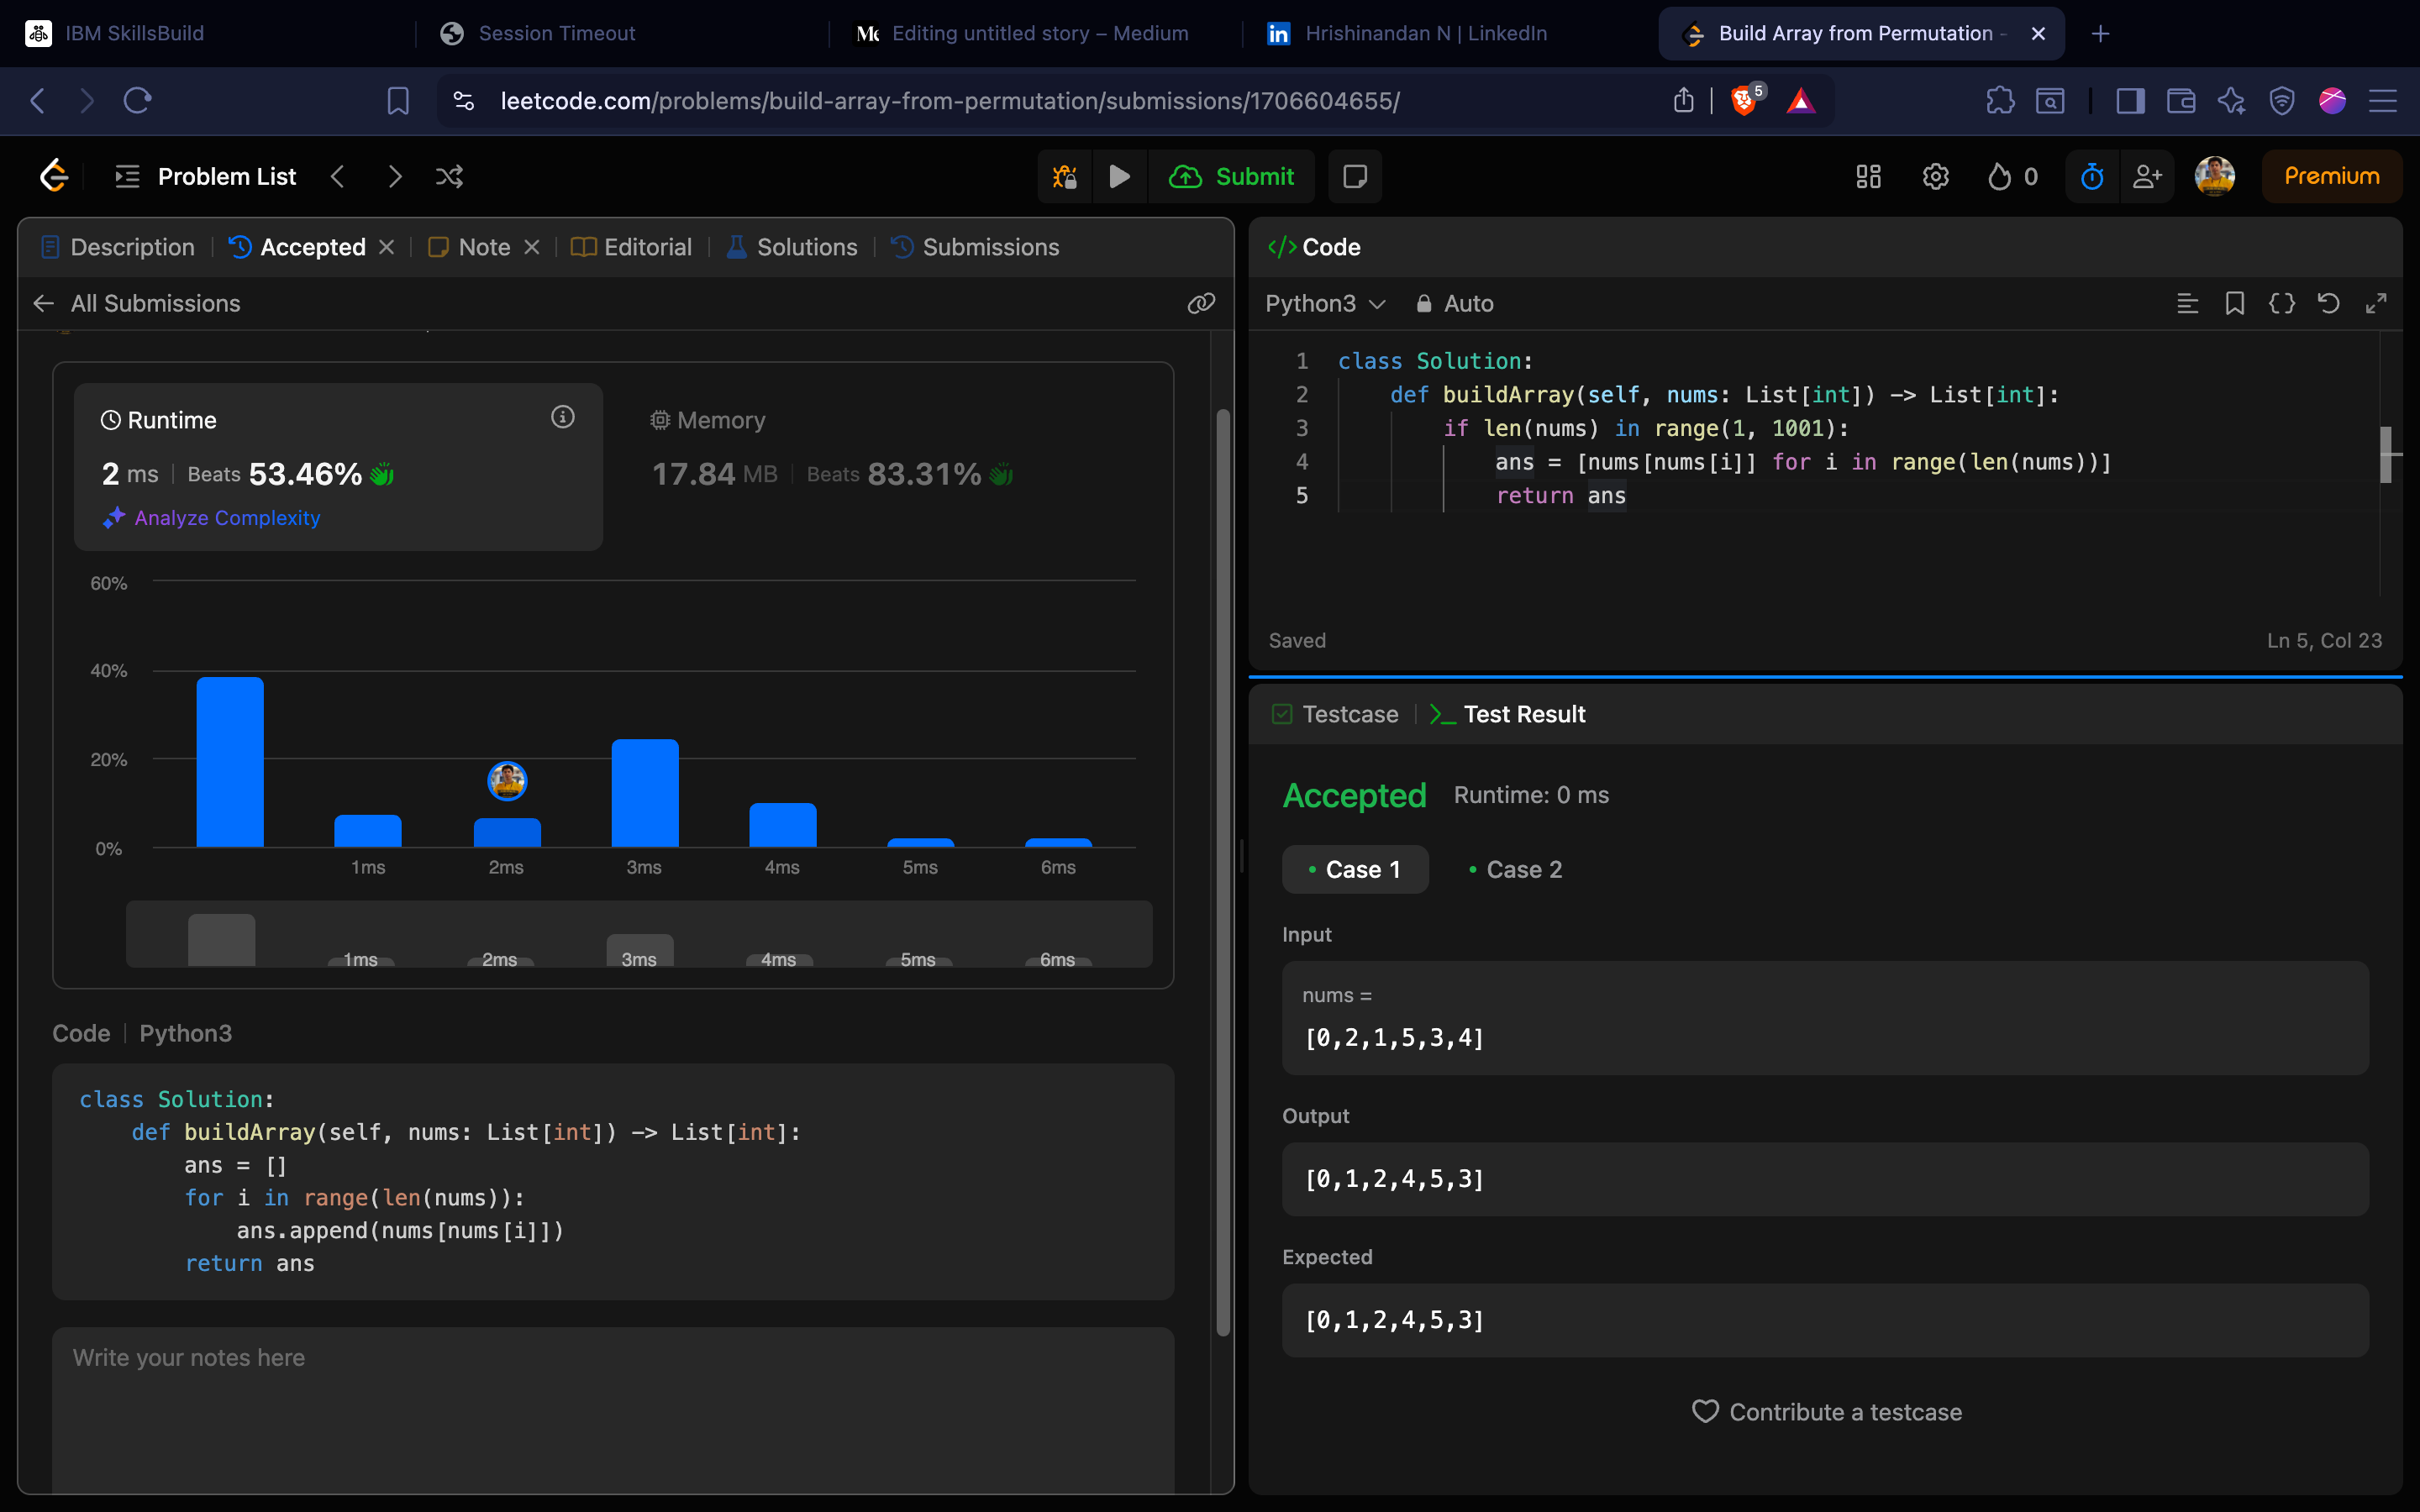 IBM SkillsBuild
Session Timeout
Editing untitled story – Medium
Hrishinandan N | LinkedIn
Build Array from Permutation -
leetcode.com/problems/build-array-from-permutation/submissions/1706604655/
5
Problem List
Submit
0
Premium
Description
Accepted
Note
Editorial
Solutions
Submissions
All Submissions
Runtime
2 ms | Beats 53.46%
Analyze Complexity
Memory
17.84 MB | Beats 83.31%
60%
40%
20%
0%
1ms 2ms 3ms 4ms 5ms 6ms
1ms 2ms 3ms 4ms 5ms 6ms
Code | Python3
class Solution:
    def buildArray(self, nums: List[int]) -> List[int]:
        ans = []
        for i in range(len(nums)):
            ans.append(nums[nums[i]])
        return ans
Write your notes here
</> Code
Python3
Auto
1 class Solution:
2     def buildArray(self, nums: List[int]) -> List[int]:
3         if len(nums) in range(1, 1001):
4             ans = [nums[nums[i]] for i in range(len(nums))]
5             return ans
Saved
Ln 5, Col 23
Testcase
Test Result
Accepted
Runtime: 0 ms
Case 1
Case 2
Input
nums =
[0,2,1,5,3,4]
Output
[0,1,2,4,5,3]
Expected
[0,1,2,4,5,3]
Contribute a testcase